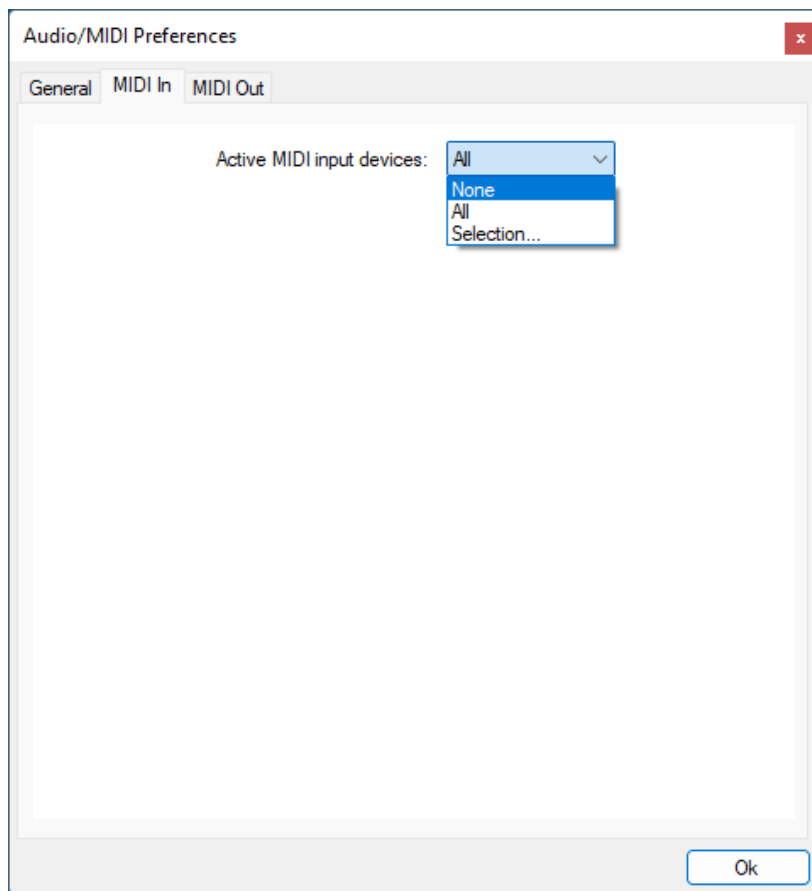 Audio/MIDI Preferences
x
General MIDI In MIDI Out
Active MIDI input devices: All
None
All
Selection...
Ok